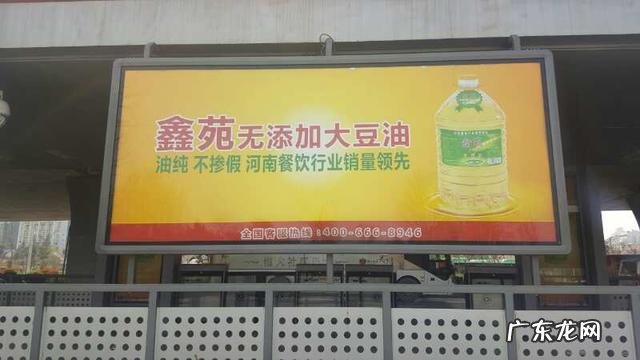 鑫苑无添加大豆油
油纯 不掺假 河南餐饮行业销量领先
全国客服热线:400-666-8946
广东龙网